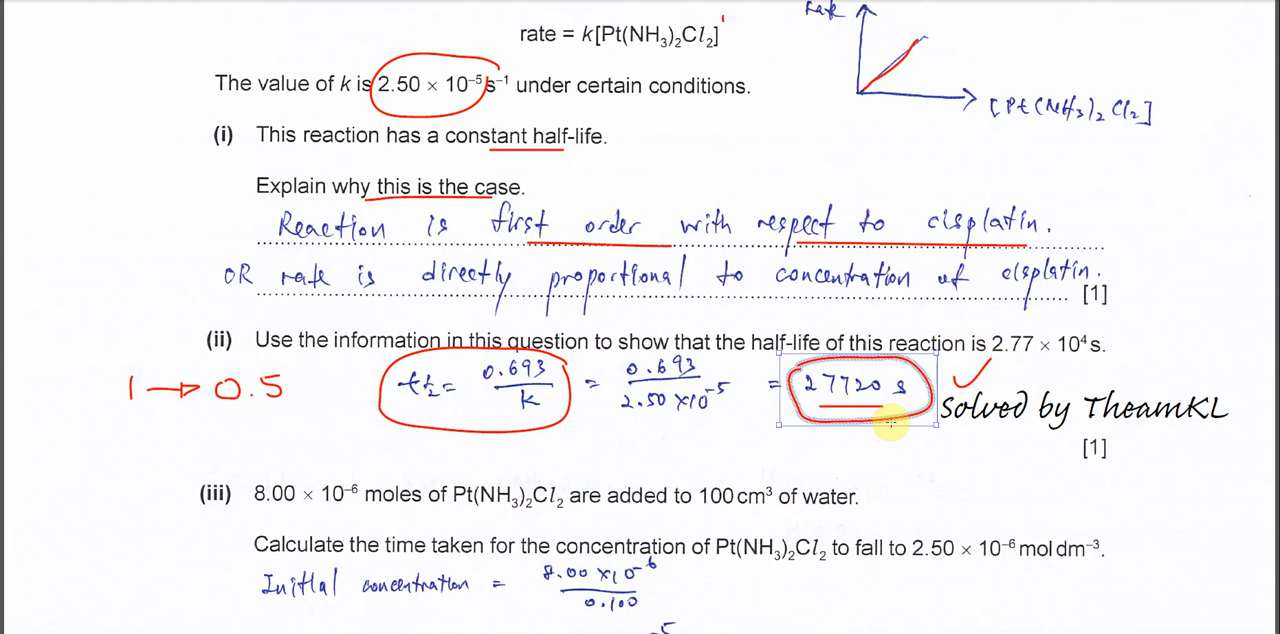 rate
rate = k[Pt(NH₃)₂Cl₂]¹
The value of k is 2.50 × 10⁻⁵ s⁻¹ under certain conditions.
[Pt(NH₃)₂Cl₂]
(i) This reaction has a constant half-life.
Explain why this is the case.
Reaction is first order with respect to cisplatin.
OR rate is directly proportional to concentration of cisplatin.
[1]
(ii) Use the information in this question to show that the half-life of this reaction is 2.77 × 10⁴ s.
1 → 0.5 t½ = 0.693/k = 0.693/2.50 × 10⁻⁵ = 27720 s ✓
Solved by TheamKL
[1]
(iii) 8.00 × 10⁻⁶ moles of Pt(NH₃)₂Cl₂ are added to 100 cm³ of water.
Calculate the time taken for the concentration of Pt(NH₃)₂Cl₂ to fall to 2.50 × 10⁻⁶ mol dm⁻³.
Initial concentration = 8.00 × 10⁻⁶/0.100